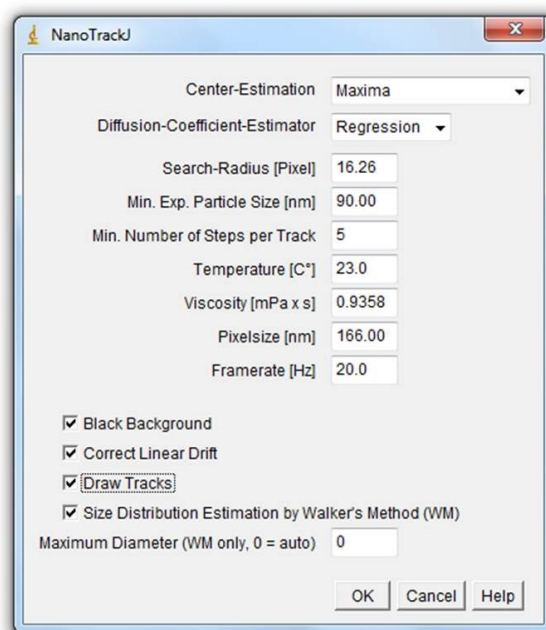 NanoTrackJ
Center-Estimation Maxima
Diffusion-Coefficient-Estimator Regression
Search-Radius [Pixel] 16.26
Min. Exp. Particle Size [nm] 90.00
Min. Number of Steps per Track 5
Temperature [C°] 23.0
Viscosity [mPa x s] 0.9358
Pixelsize [nm] 166.00
Framerate [Hz] 20.0
Black Background
Correct Linear Drift
Draw Tracks
Size Distribution Estimation by Walker's Method (WM)
Maximum Diameter (WM only, 0 = auto) 0
OK Cancel Help